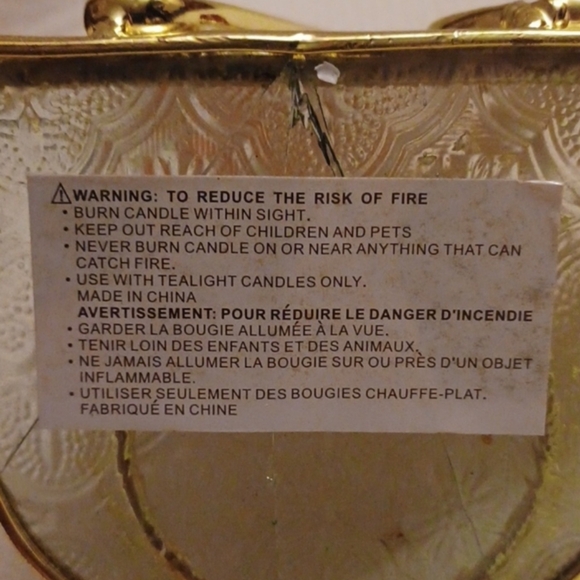 ⚠WARNING: TO REDUCE THE RISK OF FIRE
• BURN CANDLE WITHIN SIGHT.
• KEEP OUT REACH OF CHILDREN AND PETS
• NEVER BURN CANDLE ON OR NEAR ANYTHING THAT CAN
CATCH FIRE.
• USE WITH TEALIGHT CANDLES ONLY.
MADE IN CHINA
AVERTISSEMENT: POUR RÉDUIRE LE DANGER D'INCENDIE
• GARDER LA BOUGIE ALLUMÉE À LA VUE.
• TENIR LOIN DES ENFANTS ET DES ANIMAUX.
• NE JAMAIS ALLUMER LA BOUGIE SUR OU PRÈS D'UN OBJET
INFLAMMABLE.
• UTILISER SEULEMENT DES BOUGIES CHAUFFE-PLAT.
FABRIQUÉ EN CHINE